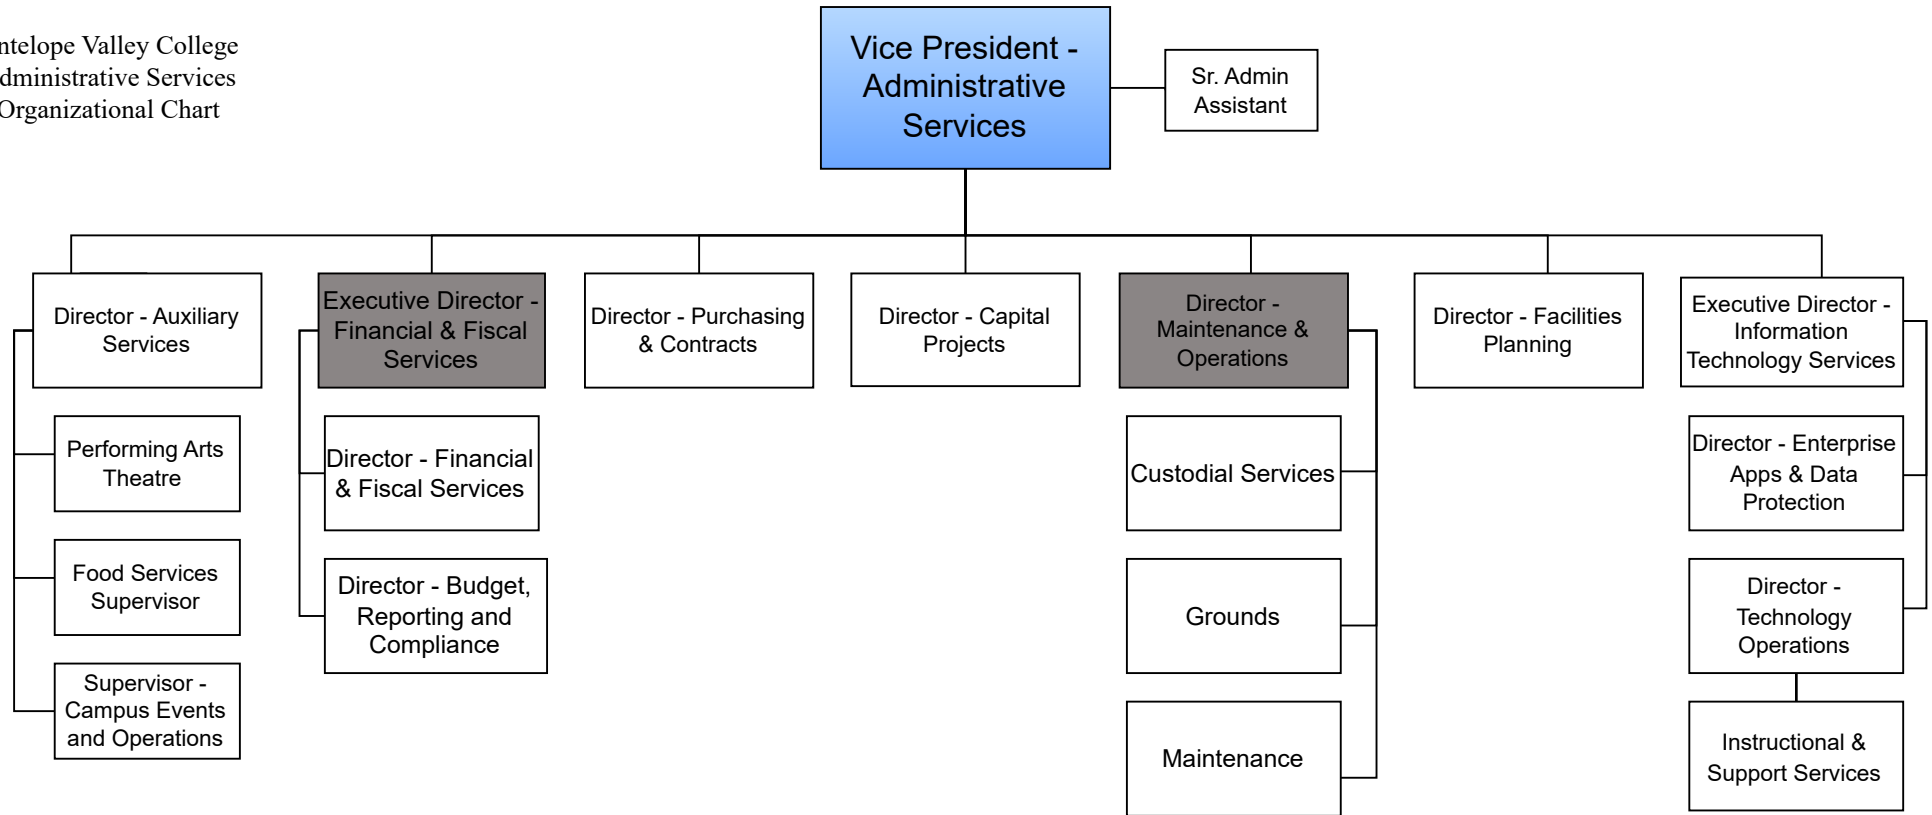 ntelope Valley College
dministrative Services
Organizational Chart
Vice President -
Administrative
Services
Sr. Admin
Assistant
Director - Auxiliary
Services
Executive Director -
Financial & Fiscal
Services
Director - Purchasing
& Contracts
Director - Capital
Projects
Director -
Maintenance &
Operations
Director - Facilities
Planning
Executive Director -
Information
Technology Services
Performing Arts
Theatre
Food Services
Supervisor
Supervisor -
Campus Events
and Operations
Director - Financial
& Fiscal Services
Director - Budget,
Reporting and
Compliance
Custodial Services
Grounds
Maintenance
Director - Enterprise
Apps & Data
Protection
Director -
Technology
Operations
Instructional &
Support Services